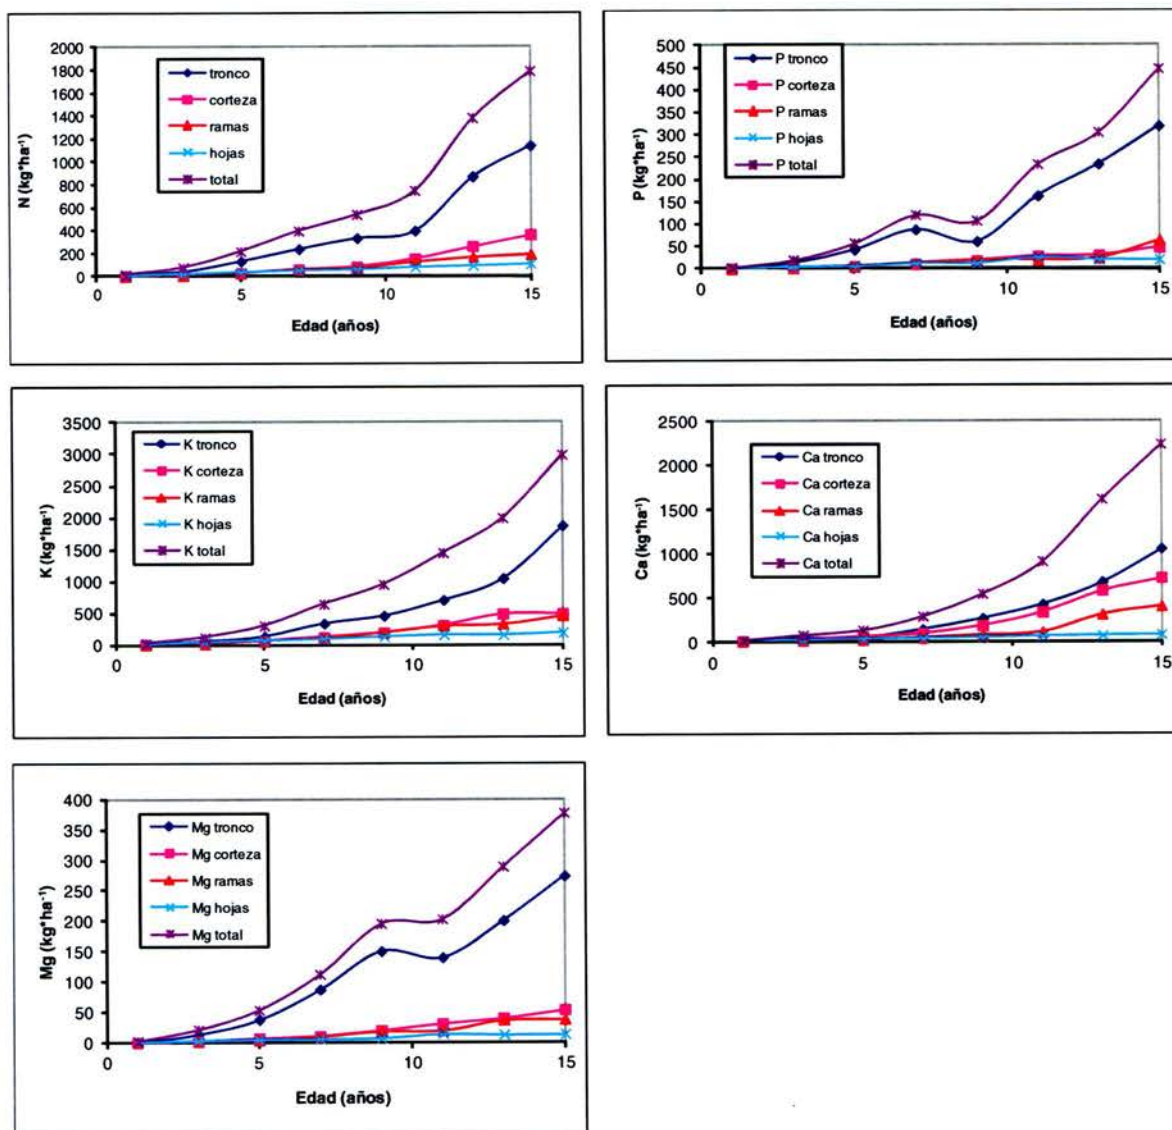 2000
1800
1600
1400
1200
1000
800
600
400
200
0
N (kg*ha-1)
tronco
corteza
ramas
hojas
total
0 5 10 15
Edad (años)
500
450
400
350
300
250
200
150
100
50
0
P (kg*ha-1)
P tronco
P corteza
P ramas
P hojas
P total
0 5 10 15
Edad (años)
3500
3000
2500
2000
1500
1000
500
0
K (kg*ha-1)
K tronco
K corteza
K ramas
K hojas
K total
0 5 10 15
Edad (años)
2500
2000
1500
1000
500
0
Ca (kg*ha-1)
Ca tronco
Ca corteza
Ca ramas
Ca hojas
Ca total
0 5 10 15
Edad (años)
400
350
300
250
200
150
100
50
0
Mg (kg*ha-1)
Mg tronco
Mg corteza
Mg ramas
Mg hojas
Mg total
0 5 10 15
Edad (años)